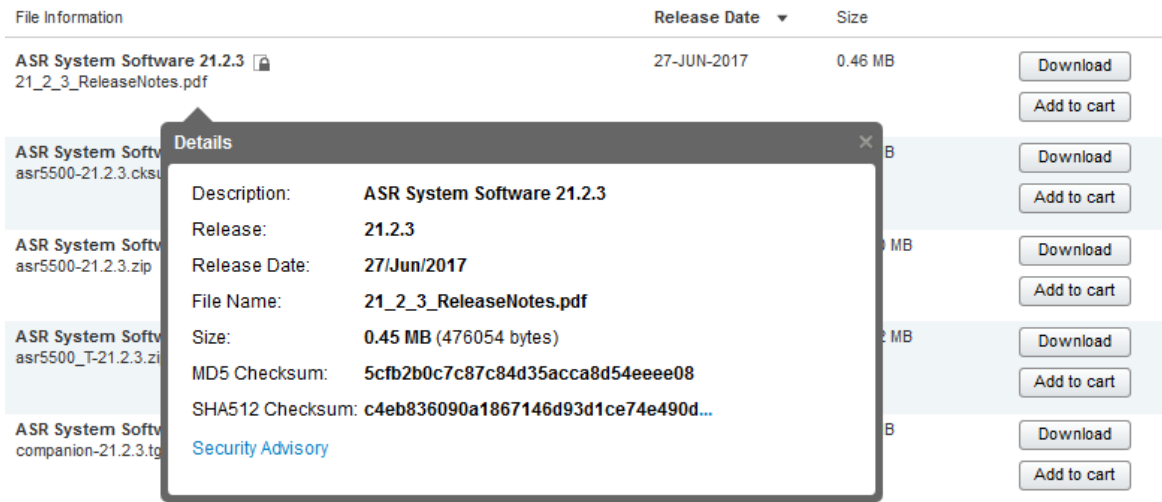 File Information Release Date Size
ASR System Software 21.2.3 27-JUN-2017 0.46 MB Download
21_2_3_ReleaseNotes.pdf
Add to cart
Details
ASR System Softw B Download
asr5500-21.2.3.cksu
Add to cart
Description: ASR System Software 21.2.3
Release: 21.2.3
ASR System Softw MB Download
asr5500-21.2.3.zip
Release Date: 27/Jun/2017
Add to cart
File Name: 21_2_3_ReleaseNotes.pdf
ASR System Softw MB Download
asr5500_T-21.2.3.zi
Size: 0.45 MB (476054 bytes)
MD5 Checksum: 5cfb2b0c7c87c84d35acca8d54eeee08
Add to cart
SHA512 Checksum: c4eb836090a1867146d93d1ce74e490d...
ASR System Softw B Download
companion-21.2.3.tg
Security Advisory
Add to cart